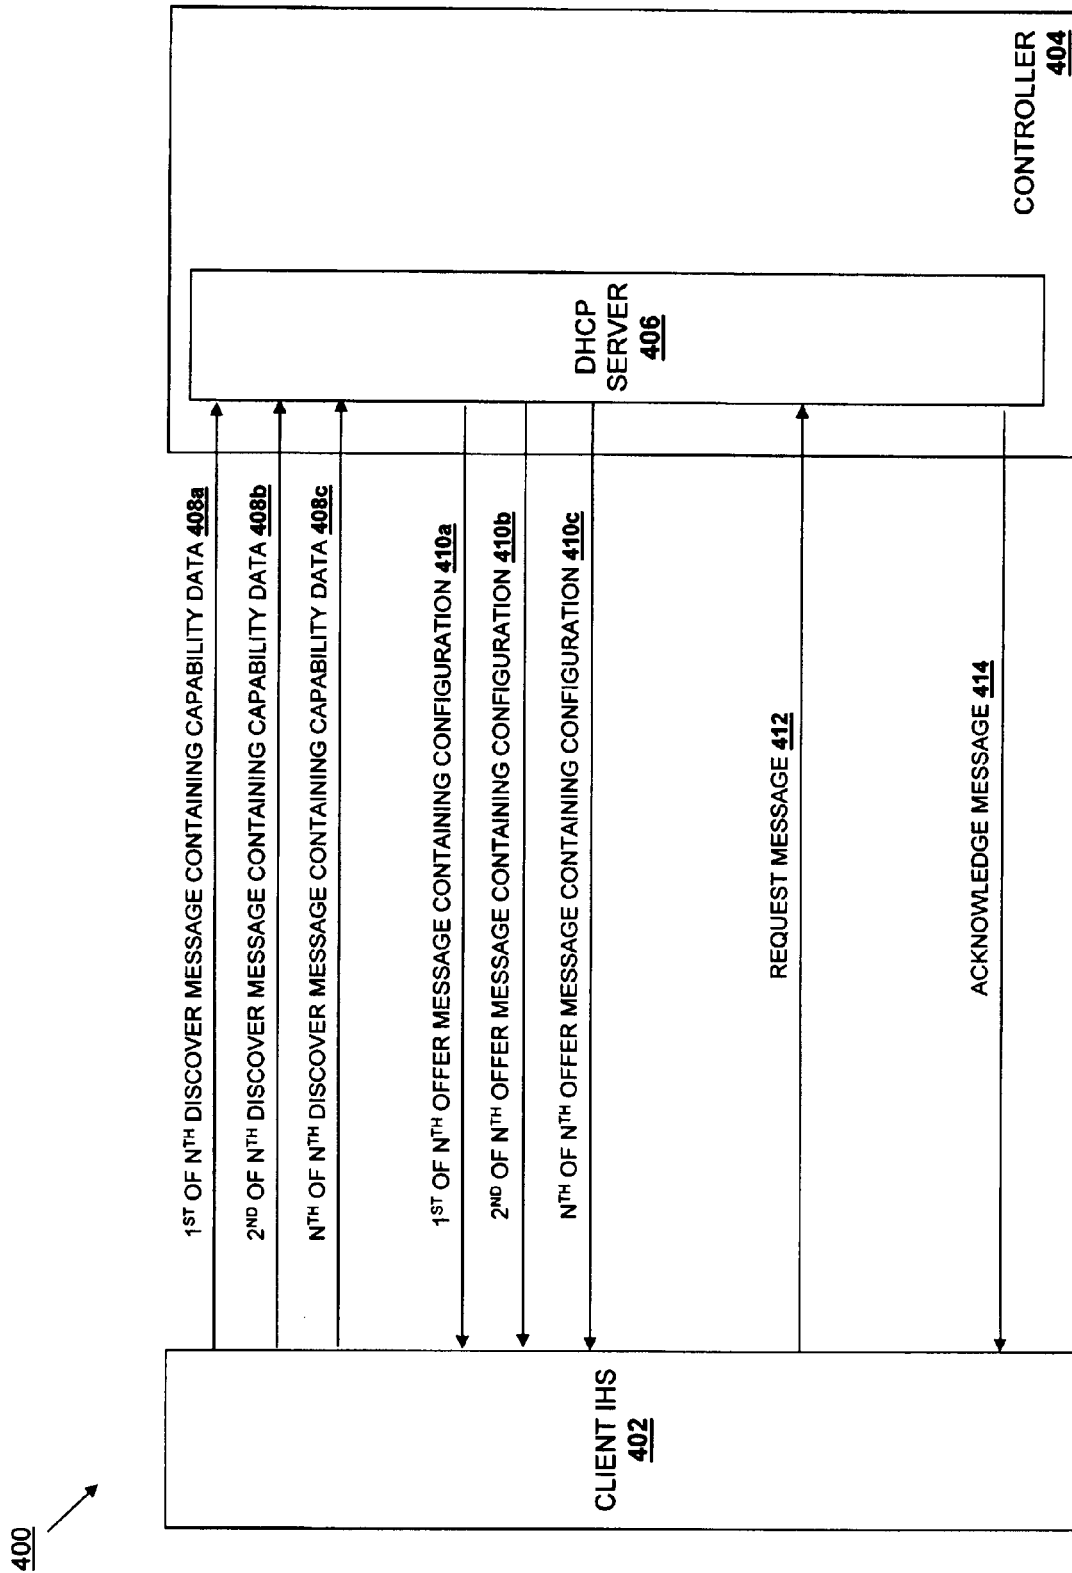 400
CLIENT IHS
402
1ST OF NTH DISCOVER MESSAGE CONTAINING CAPABILITY DATA 408a
2ND OF NTH DISCOVER MESSAGE CONTAINING CAPABILITY DATA 408b
NTH OF NTH DISCOVER MESSAGE CONTAINING CAPABILITY DATA 408c
1ST OF NTH OFFER MESSAGE CONTAINING CONFIGURATION 410a
2ND OF NTH OFFER MESSAGE CONTAINING CONFIGURATION 410b
NTH OF NTH OFFER MESSAGE CONTAINING CONFIGURATION 410c
REQUEST MESSAGE 412
ACKNOWLEDGE MESSAGE 414
DHCP
SERVER
406
CONTROLLER
404